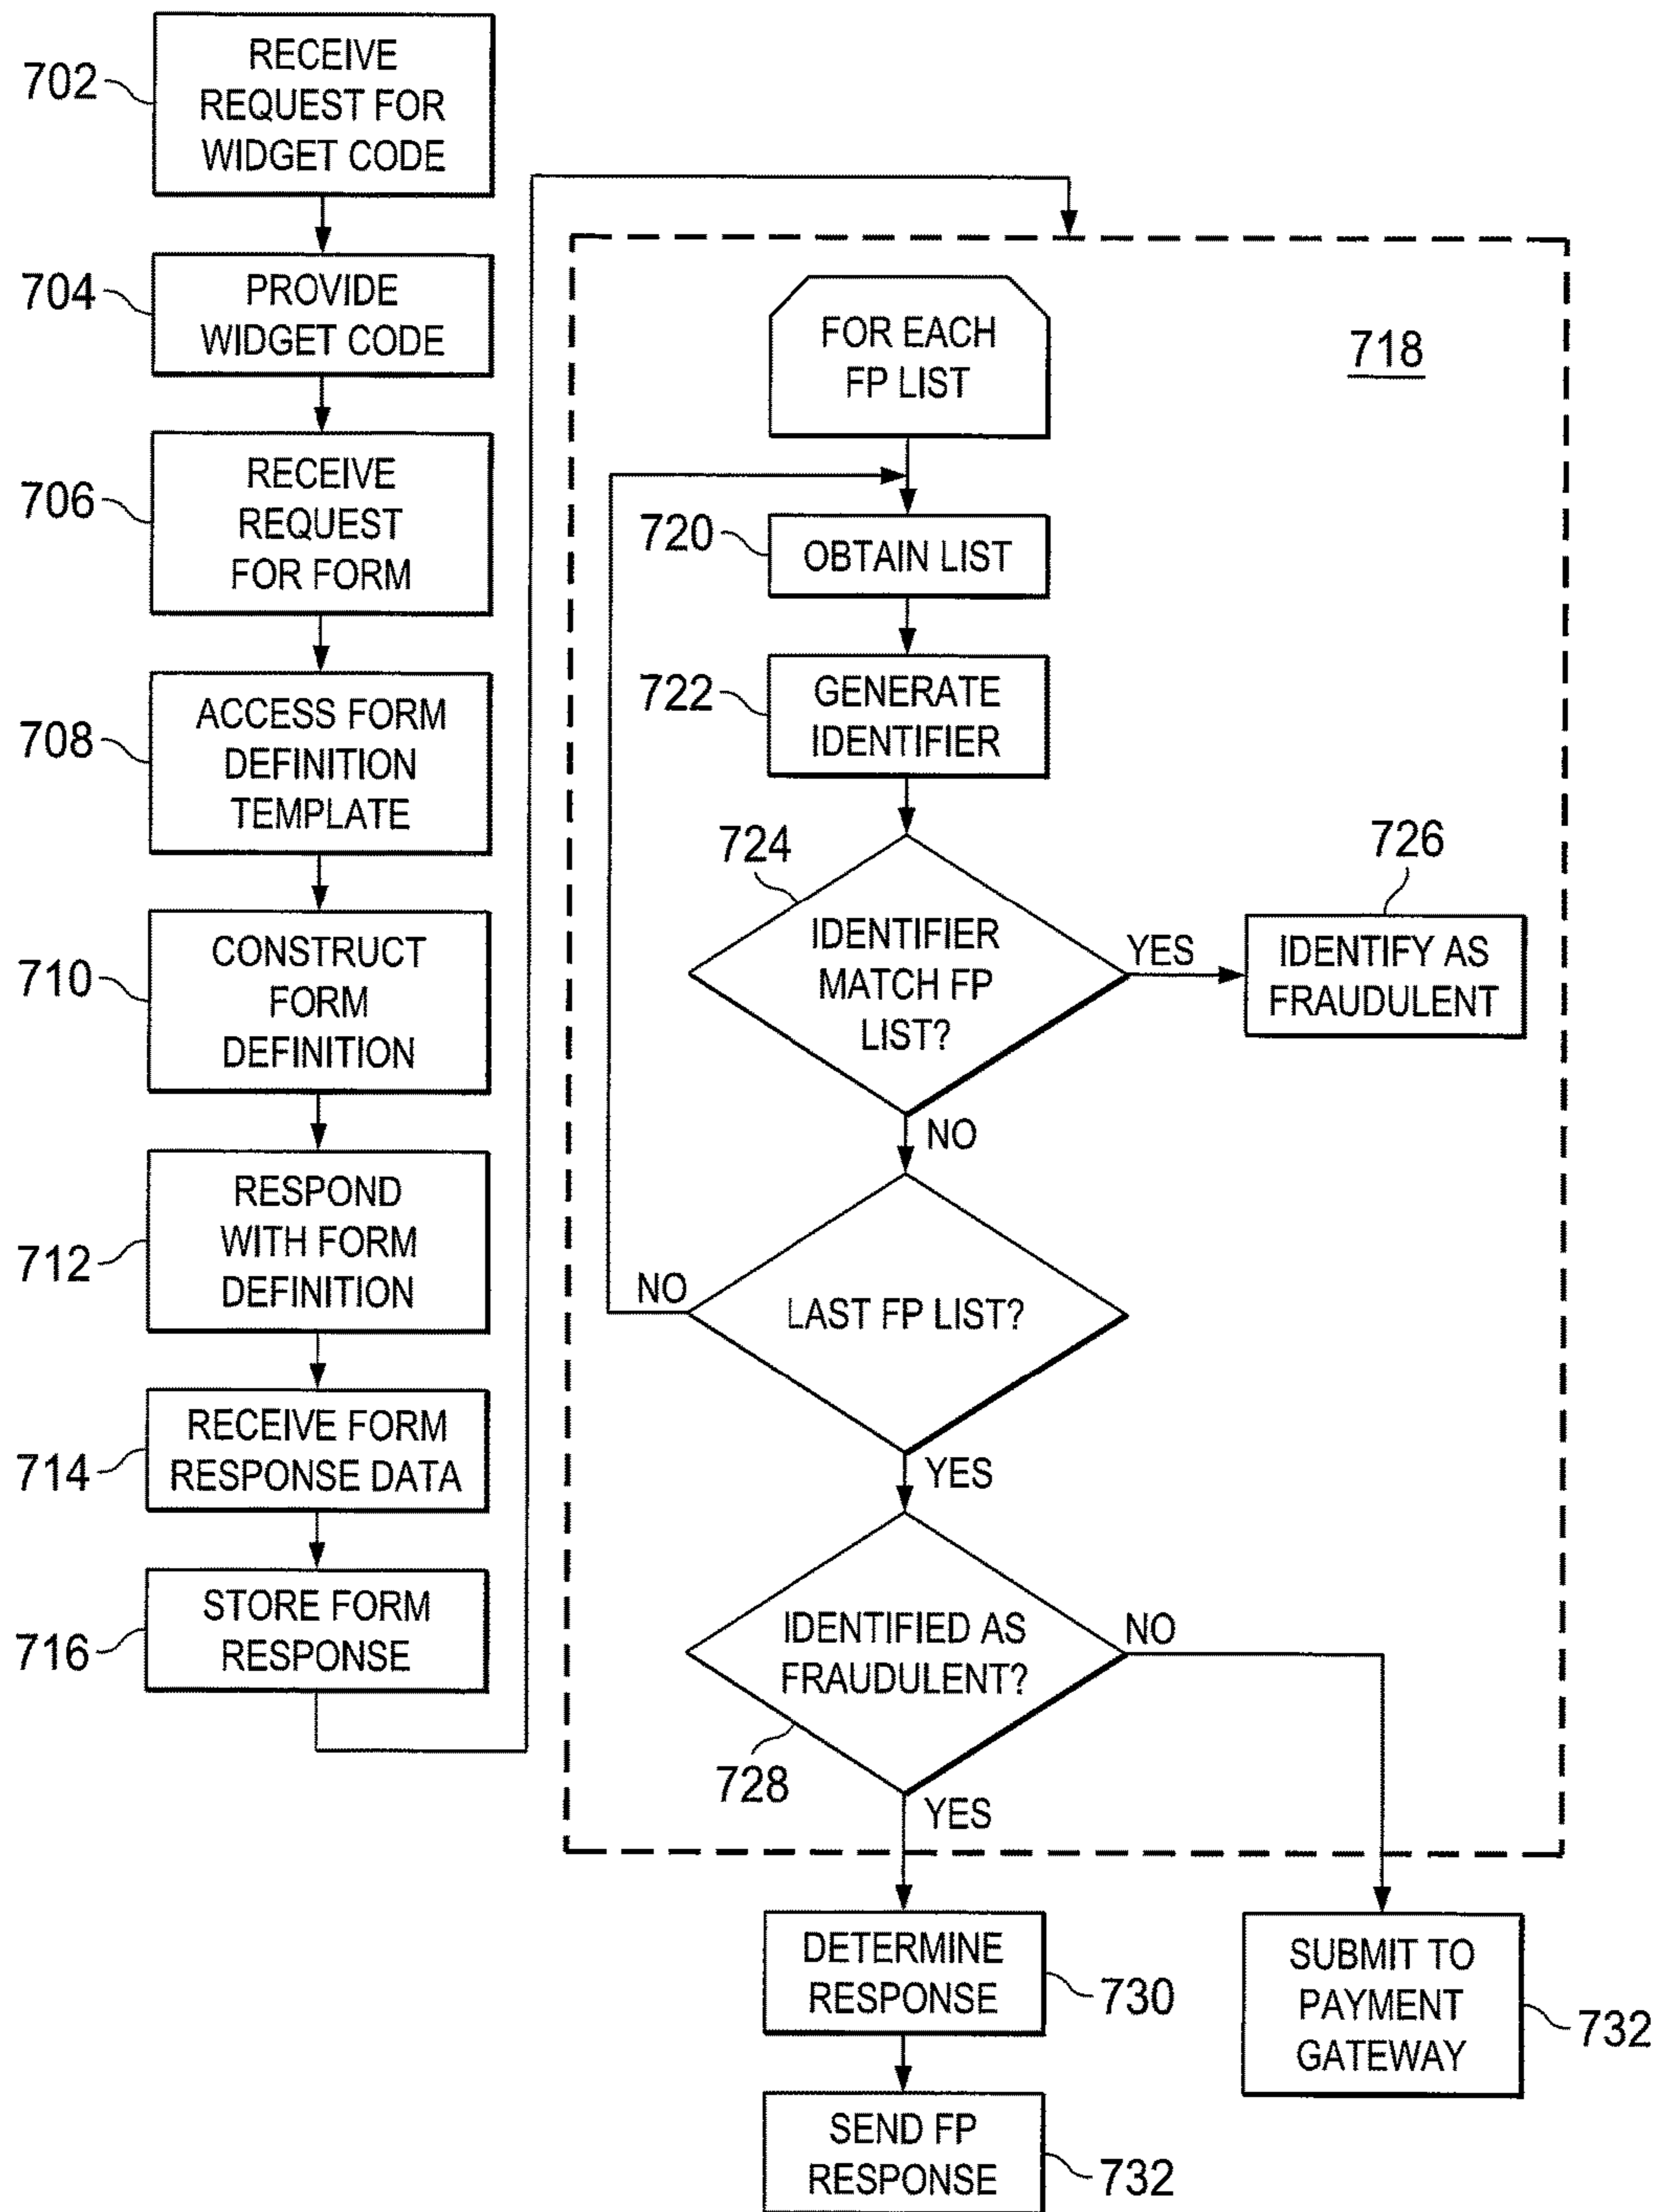 702
RECEIVE
REQUEST FOR
WIDGET CODE
704
PROVIDE
WIDGET CODE
706
RECEIVE
REQUEST
FOR FORM
708
ACCESS FORM
DEFINITION
TEMPLATE
710
CONSTRUCT
FORM
DEFINITION
712
RESPOND
WITH FORM
DEFINITION
714
RECEIVE FORM
RESPONSE DATA
716
STORE FORM
RESPONSE
718
FOR EACH
FP LIST
720
OBTAIN LIST
722
GENERATE
IDENTIFIER
724
IDENTIFIER
MATCH FP
LIST?
YES
726
IDENTIFY AS
FRAUDULENT
NO
LAST FP LIST?
NO
YES
IDENTIFIED AS
FRAUDULENT?
728
NO
YES
DETERMINE
RESPONSE
730
SEND FP
RESPONSE
732
SUBMIT TO
PAYMENT
GATEWAY
732